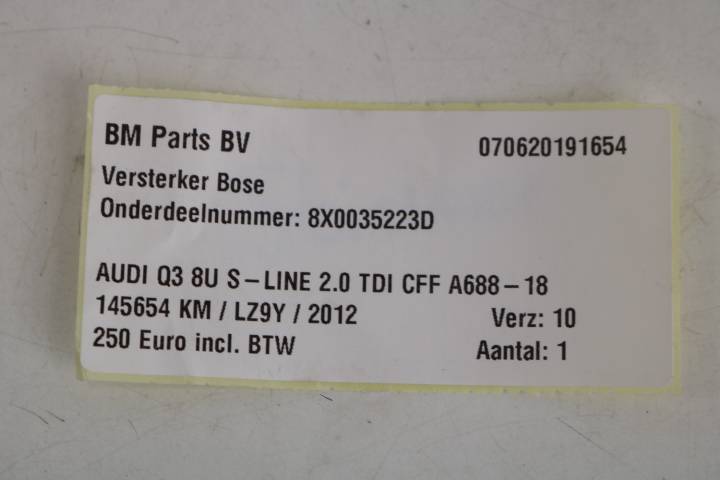 BM Parts BV 070620191654
Versterker Bose
Onderdeelnummer: 8X0035223D
AUDI Q3 8U S-LINE 2.0 TDI CFF A688-18
145654 KM / LZ9Y / 2012 Verz: 10
250 Euro incl. BTW Aantal: 1